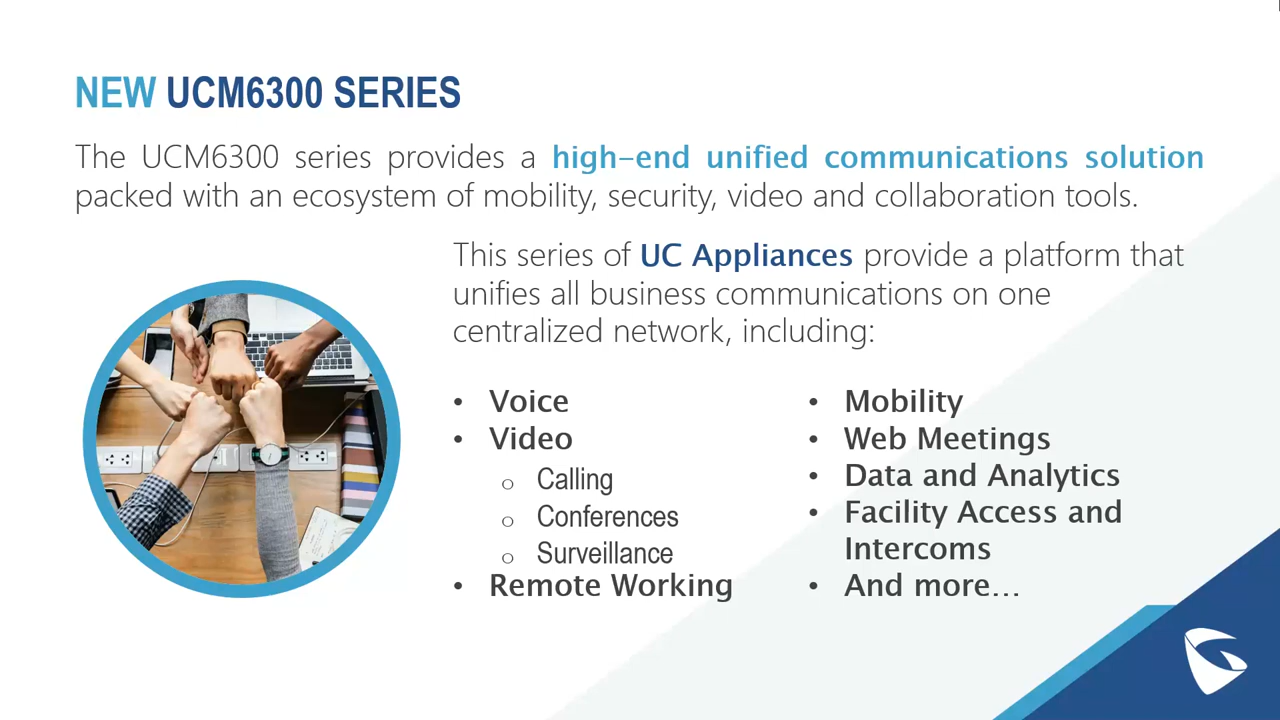 NEW UCM6300 SERIES
The UCM6300 series provides a high-end unified communications solution
packed with an ecosystem of mobility, security, video and collaboration tools.
This series of UC Appliances provide a platform that
unifies all business communications on one
centralized network, including:
• Voice
• Video
o Calling
o Conferences
o Surveillance
• Remote Working
• Mobility
• Web Meetings
• Data and Analytics
• Facility Access and
Intercoms
• And more...